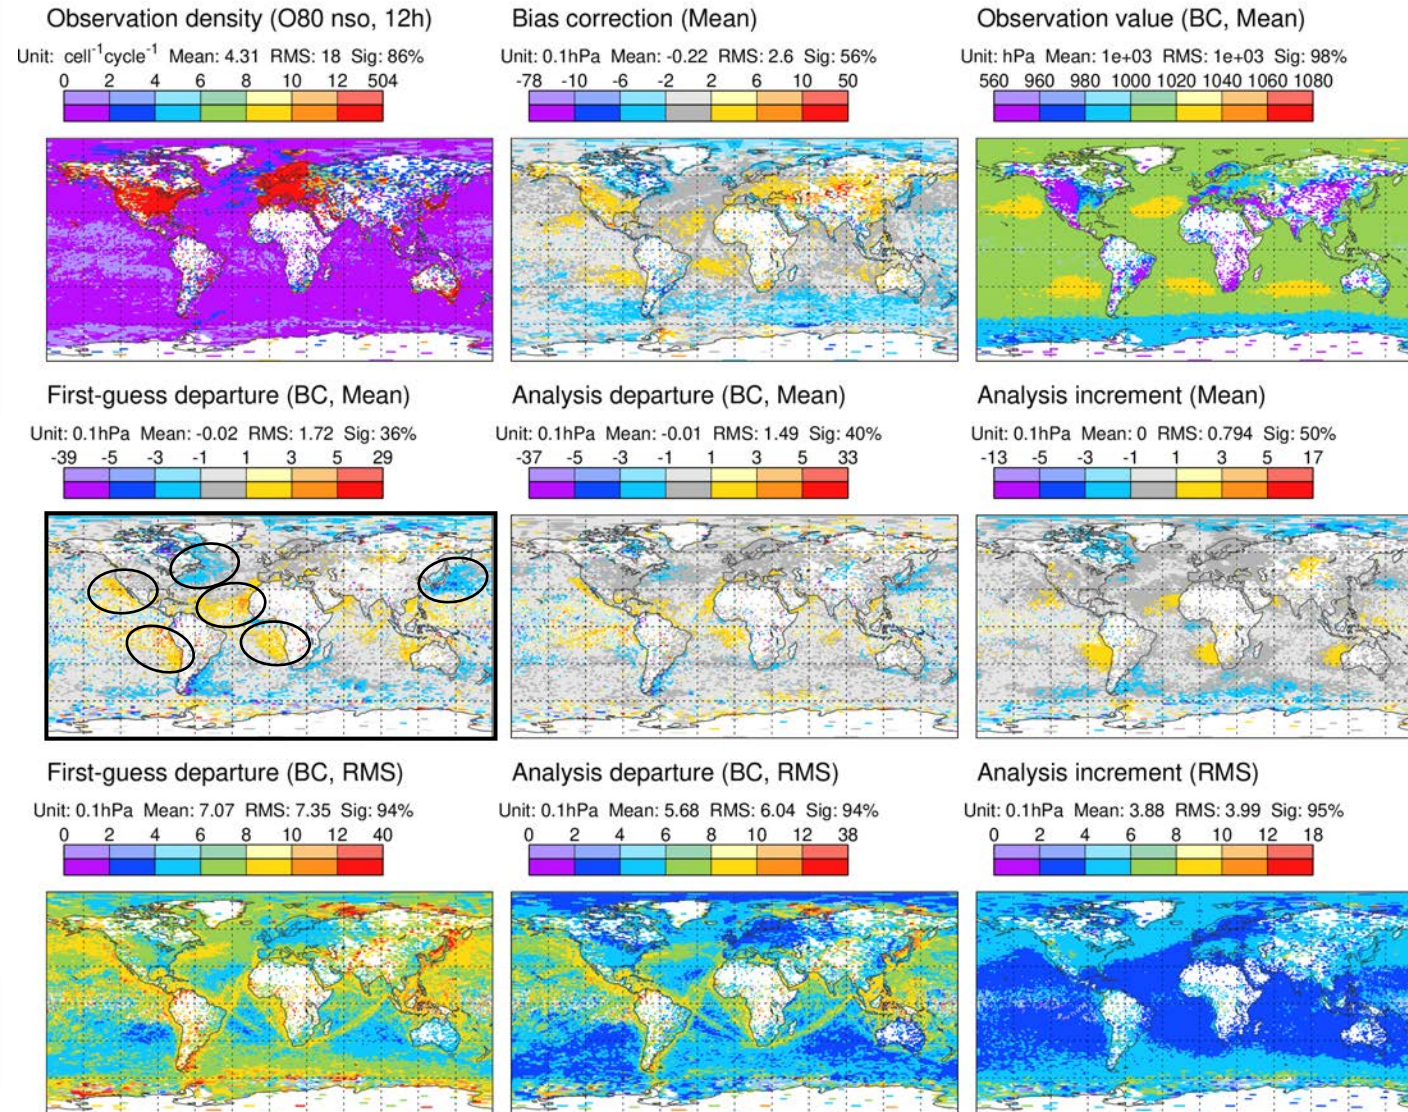 Observation density (O80 nso, 12h)
Unit: cell⁻¹cycle⁻¹ Mean: 4.31 RMS: 18 Sig: 86%
0 2 4 6 8 10 12 504
Bias correction (Mean)
Unit: 0.1hPa Mean: -0.22 RMS: 2.6 Sig: 56%
-78 -10 -6 -2 2 6 10 50
Observation value (BC, Mean)
Unit: hPa Mean: 1e+03 RMS: 1e+03 Sig: 98%
560 960 980 1000 1020 1040 1060 1080
First-guess departure (BC, Mean)
Unit: 0.1hPa Mean: -0.02 RMS: 1.72 Sig: 36%
-39 -5 -3 -1 1 3 5 29
Analysis departure (BC, Mean)
Unit: 0.1hPa Mean: -0.01 RMS: 1.49 Sig: 40%
-37 -5 -3 -1 1 3 5 33
Analysis increment (Mean)
Unit: 0.1hPa Mean: 0 RMS: 0.794 Sig: 50%
-13 -5 -3 -1 1 3 5 17
First-guess departure (BC, RMS)
Unit: 0.1hPa Mean: 7.07 RMS: 7.35 Sig: 94%
0 2 4 6 8 10 12 40
Analysis departure (BC, RMS)
Unit: 0.1hPa Mean: 5.68 RMS: 6.04 Sig: 94%
0 2 4 6 8 10 12 38
Analysis increment (RMS)
Unit: 0.1hPa Mean: 3.88 RMS: 3.99 Sig: 95%
0 2 4 6 8 10 12 18